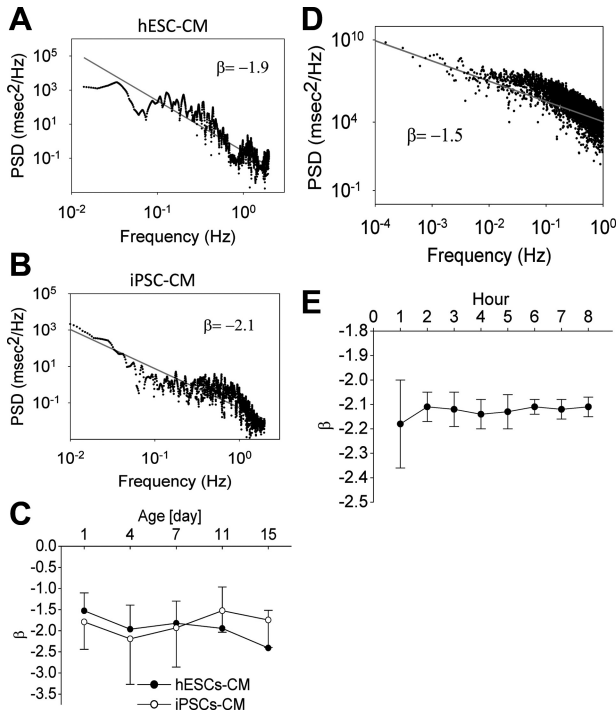 A
hESC-CM
PSD (msec2/Hz)
10^5
10^3
10^1
10^-1
β= −1.9
10^-2
10^-1
10^0
Frequency (Hz)
B
iPSC-CM
PSD (msec2/Hz)
10^5
10^3
10^1
10^-1
β= −2.1
10^-2
10^-1
10^0
Frequency (Hz)
C
Age [day]
1 4 7 11 15
β
0.0
-0.5
-1.0
-1.5
-2.0
-2.5
-3.0
-3.5
hESCs-CM
iPSCs-CM
D
PSD (msec2/Hz)
10^10
10^4
10^-1
β= −1.5
10^-4 10^-3 10^-2 10^-1 10^0
Frequency (Hz)
E
Hour
0 1 2 3 4 5 6 7 8
β
-1.8
-1.9
-2.0
-2.1
-2.2
-2.3
-2.4
-2.5